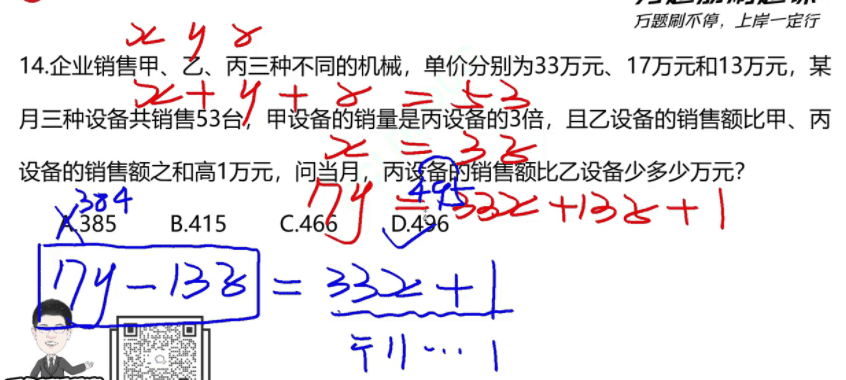 万题刷不停，上岸一定行
x y z
14.企业销售甲、乙、丙三种不同的机械，单价分别为33万元、17万元和13万元，某
x+y+z=53
月三种设备共销售53台，甲设备的销量是丙设备的3倍，且乙设备的销售额比甲、丙
x=3z
设备的销售额之和高1万元，问当月，丙设备的销售额比乙设备少多少万元？
384 495
17y=33x+13z+1
A.385 B.415 C.466 D.496
17y-13z=33x+1
÷11…1